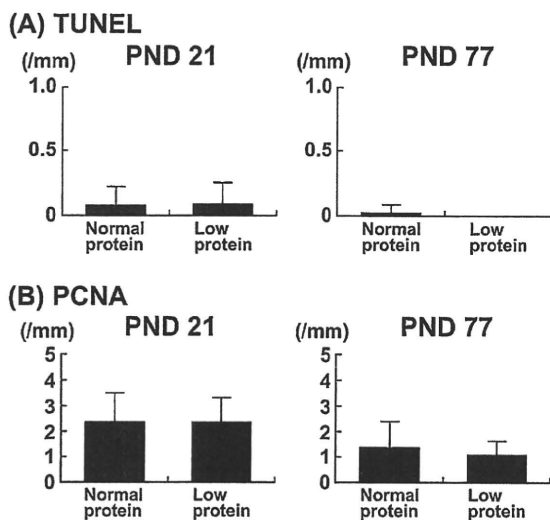 (A) TUNEL
(/mm) PND 21
1.0
0.5
0
Normal protein
Low protein
(/mm) PND 77
1.0
0.5
0
Normal protein
Low protein
(B) PCNA
(/mm) PND 21
5
4
3
2
1
0
Normal protein
Low protein
(/mm) PND 77
5
4
3
2
1
0
Normal protein
Low protein